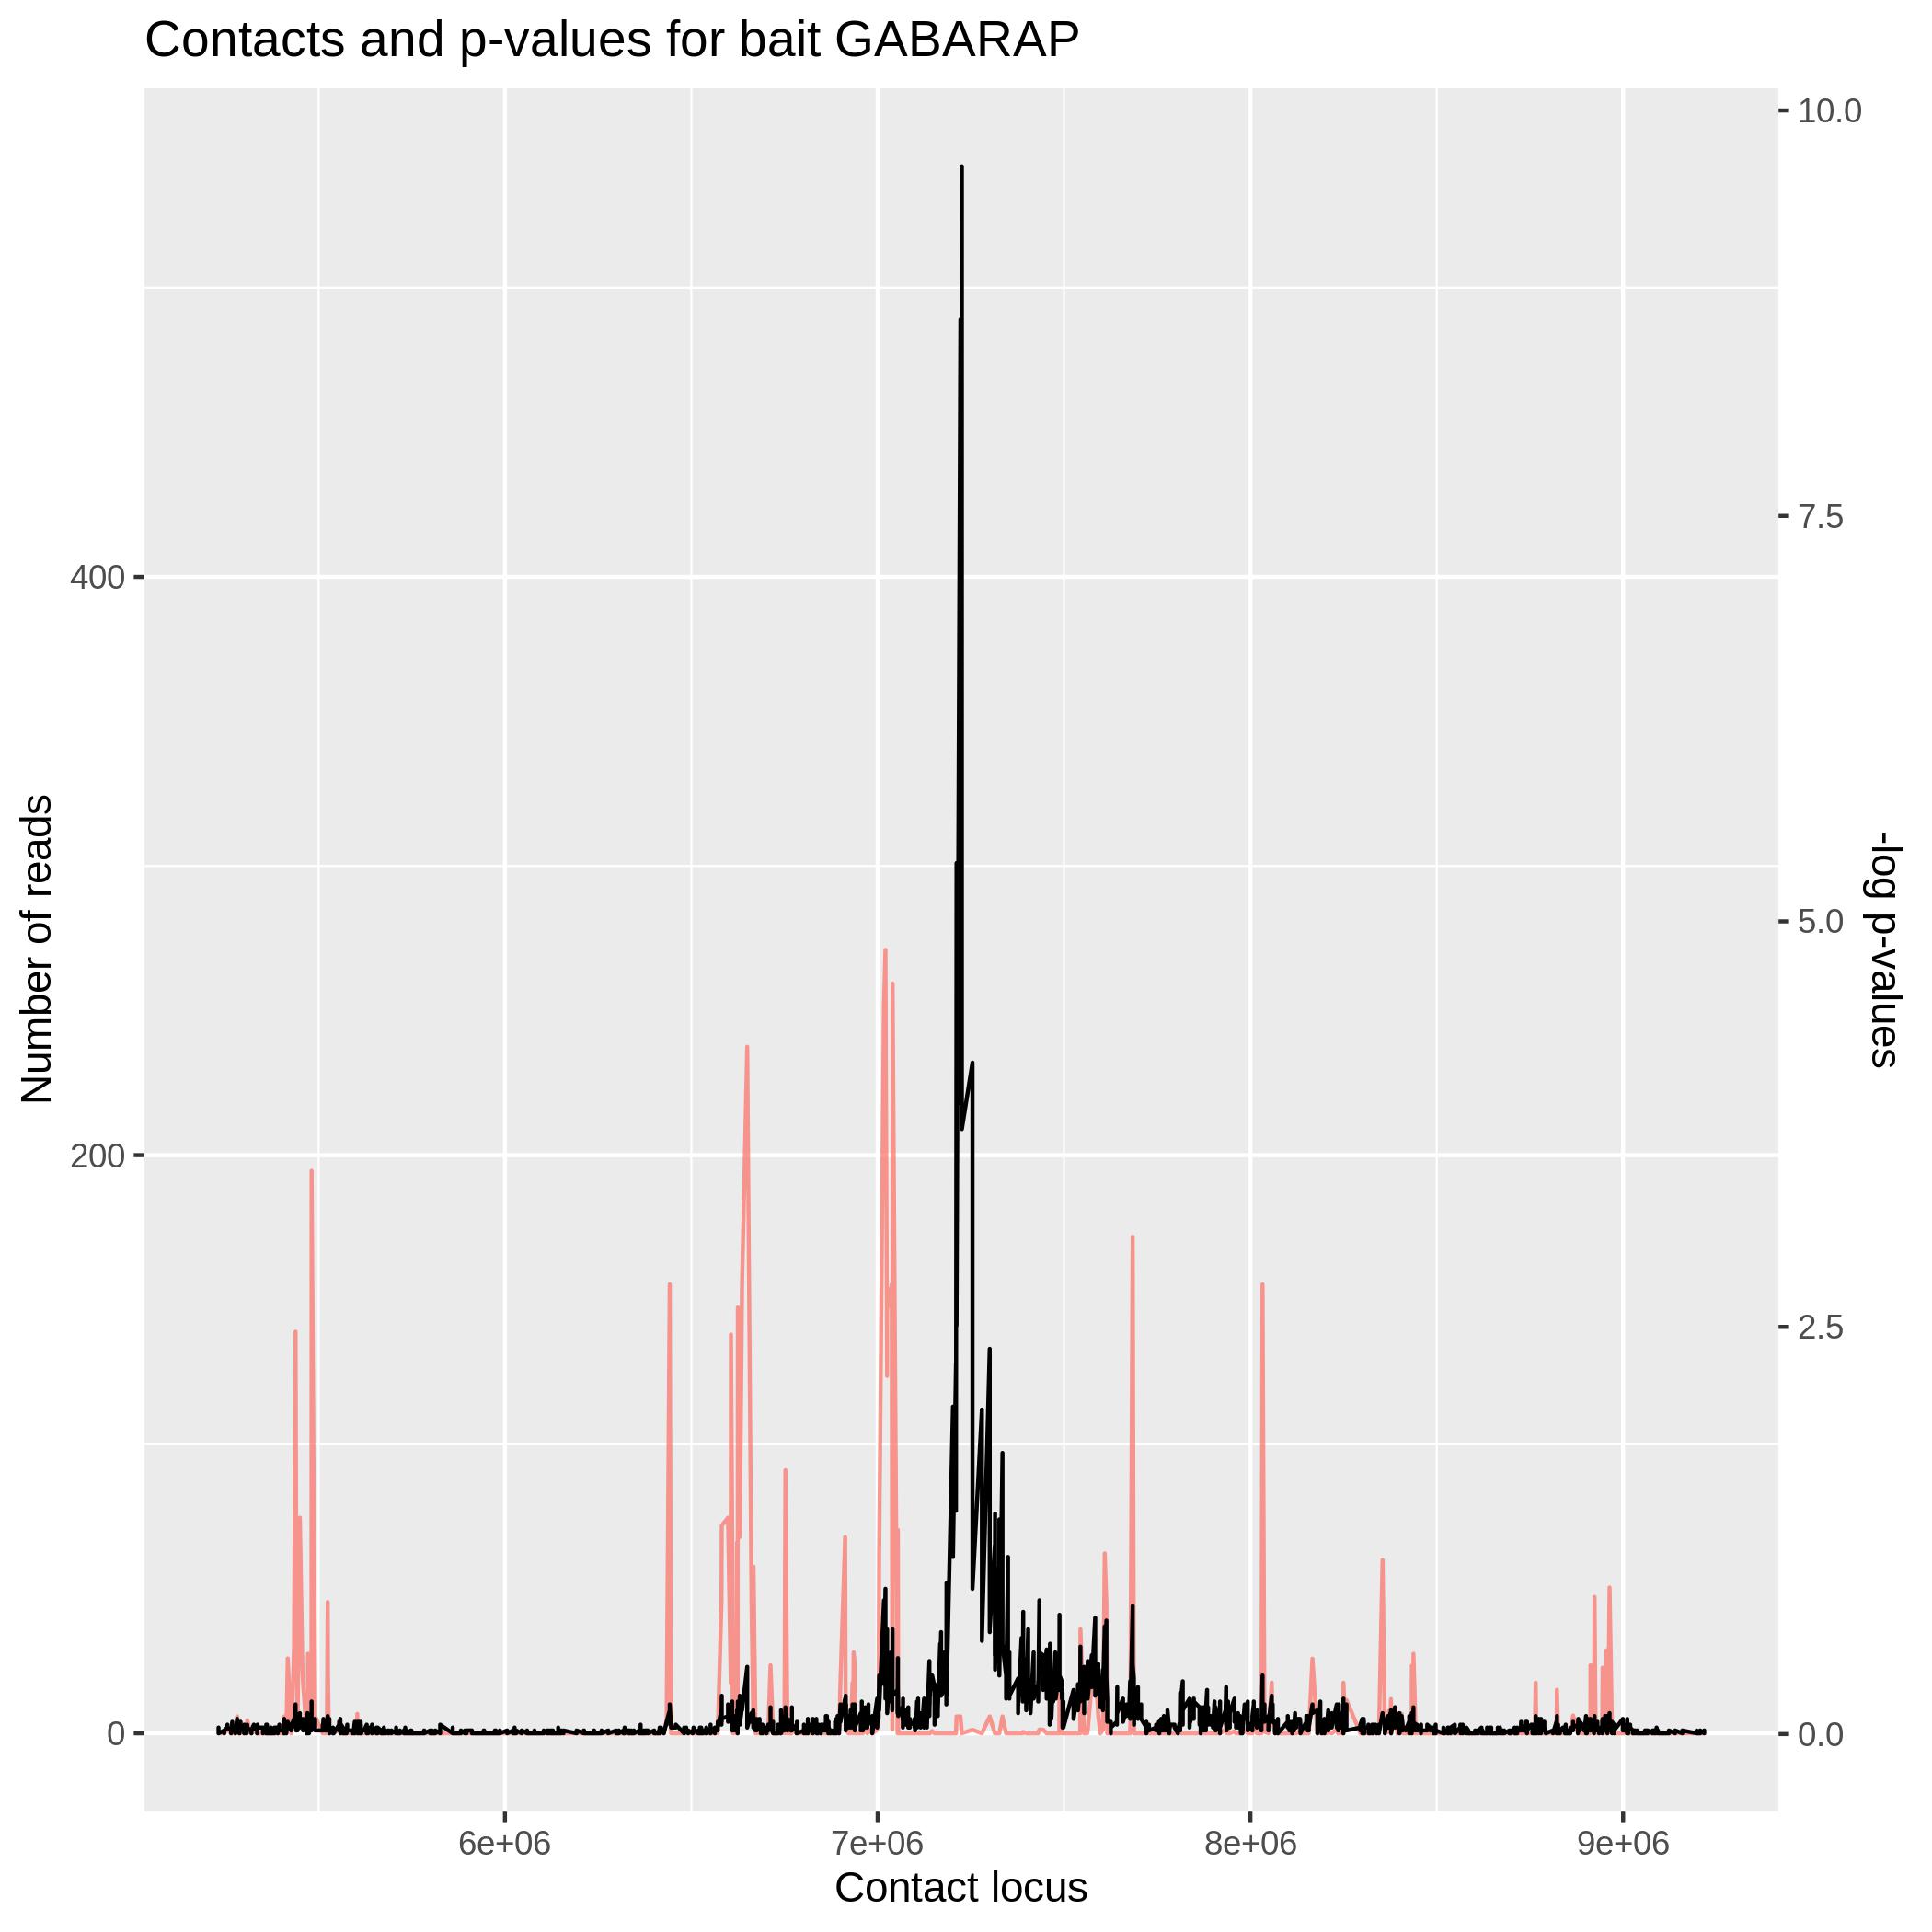 Contacts and p-values for bait GABARAP
10.0
7.5
400
5.0
Number of reads
-log p-values
200
2.5
0
0.0
6e+06
7e+06
8e+06
9e+06
Contact locus